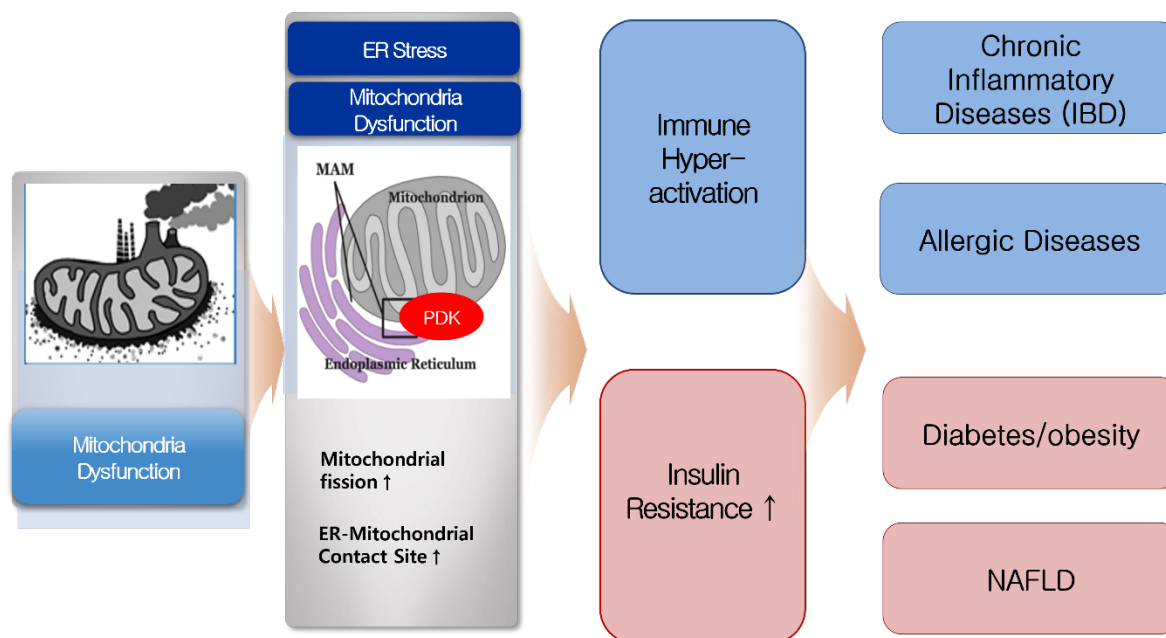 Mitochondria
Dysfunction
ER Stress
Mitochondria
Dysfunction
MAM
Mitochondrion
PDK
Endoplasmic Reticulum
Mitochondrial
fission ↑
ER-Mitochondrial
Contact Site ↑
Immune
Hyper-
activation
Insulin
Resistance ↑
Chronic
Inflammatory
Diseases (IBD)
Allergic Diseases
Diabetes/obesity
NAFLD